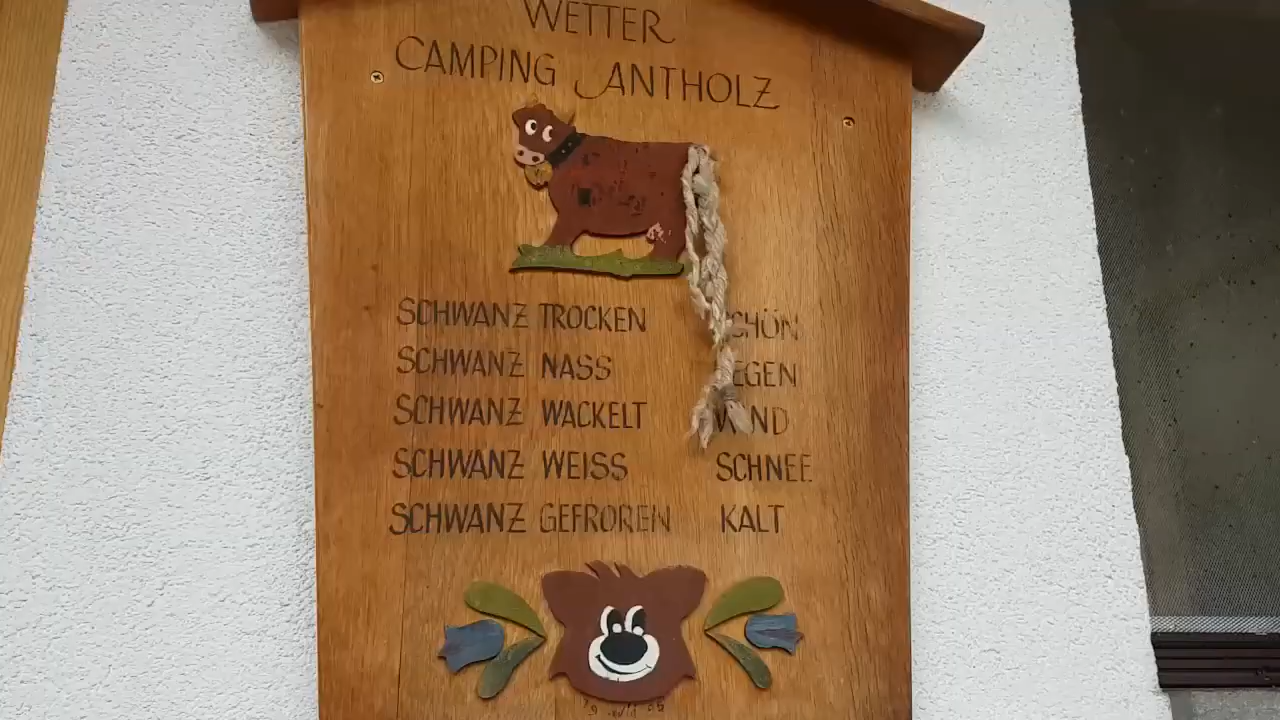 WETTER
CAMPING ANTHOLZ
SCHWANZ TROCKEN SCHÖN
SCHWANZ NASS REGEN
SCHWANZ WACKELT WIND
SCHWANZ WEISS SCHNEE
SCHWANZ GEFROREN KALT